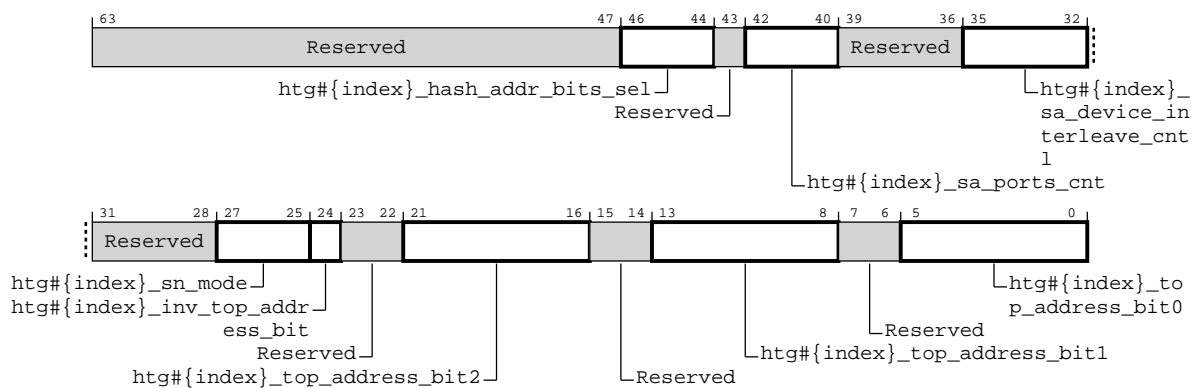 63 47 46 44 43 42 40 39 36 35 32
Reserved Reserved
htg#{index}_hash_addr_bits_sel
Reserved
htg#{index}_sa_ports_cnt
htg#{index}_
sa_device_in
terleave_cnt
l
31 28 27 25 24 23 22 21 16 15 14 13 8 7 6 5 0
Reserved
htg#{index}_sn_mode
htg#{index}_inv_top_addr
ess_bit
Reserved
htg#{index}_top_address_bit2
Reserved
htg#{index}_top_address_bit1
Reserved
htg#{index}_to
p_address_bit0